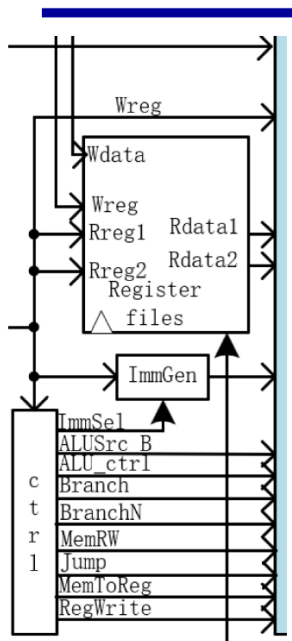 Wreg
Wdata
Wreg
Rreg1
Rdata1
Rreg2
Rdata2
Register
files
ImmGen
ctrl
ImmSel
ALUSrc_B
ALU_ctrl
Branch
BranchN
MemRW
Jump
MemToReg
RegWrite